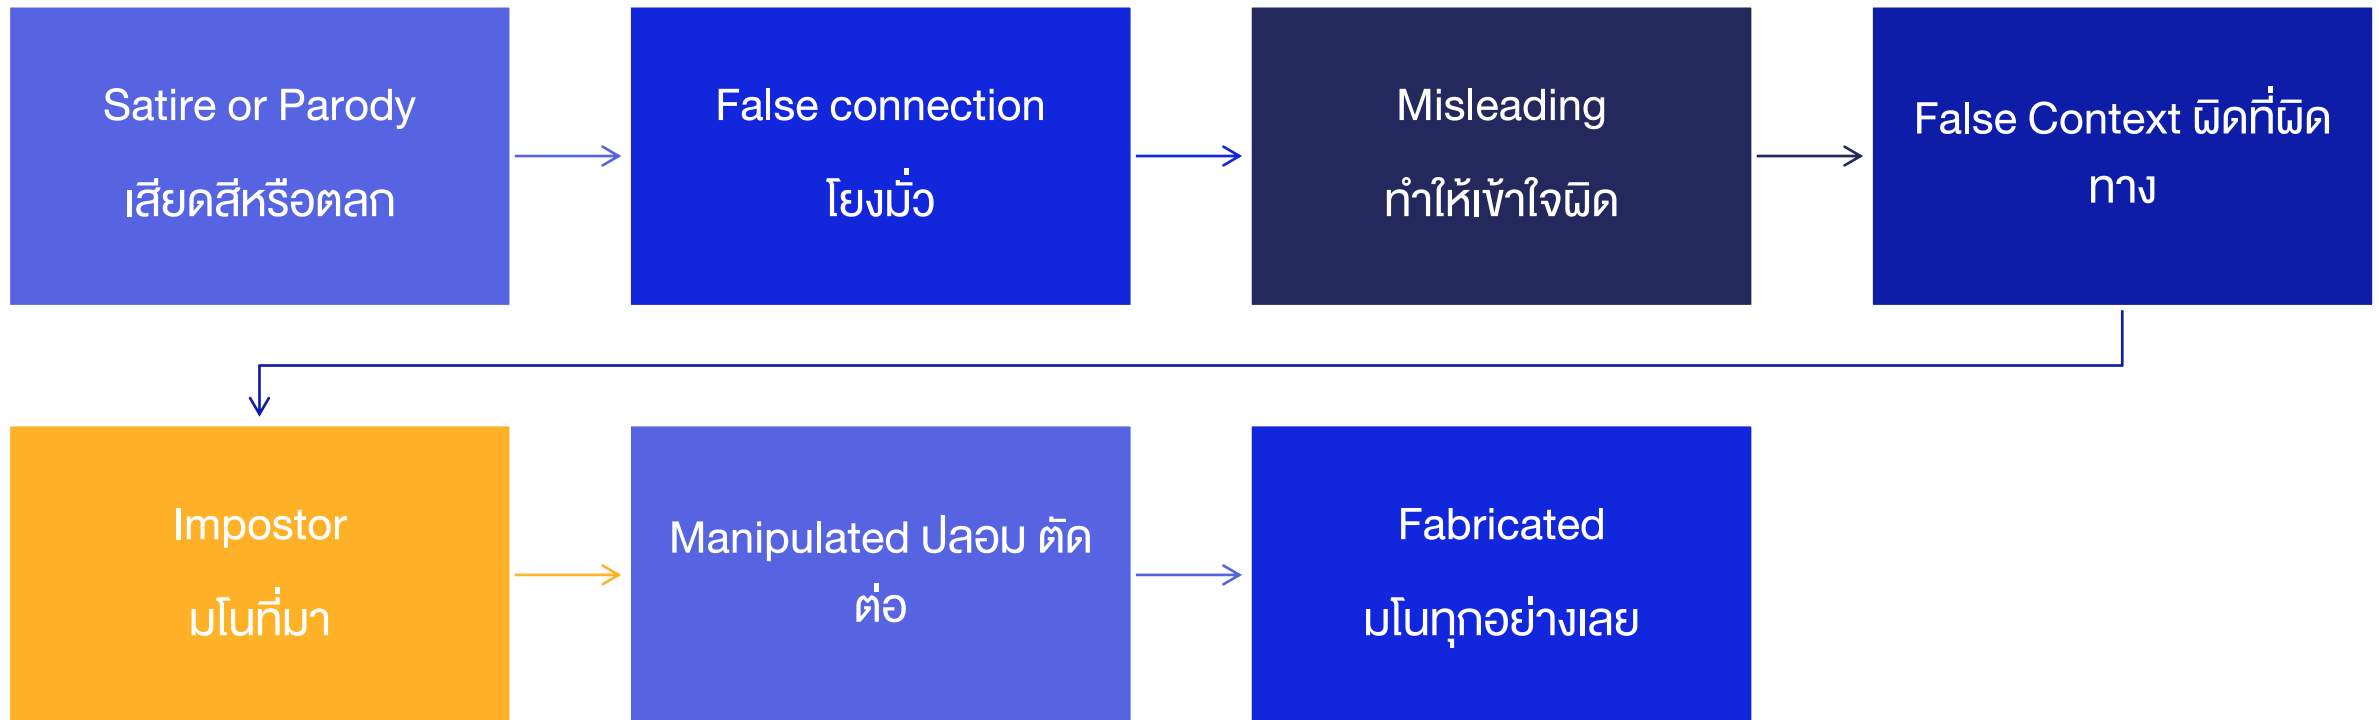 Satire or Parody
เสียดสีหรือตลก
False connection
โยงมั่ว
Misleading
ทำให้เข้าใจผิด
False Context ผิดที่ผิด
ทาง
Impostor
มโนที่มา
Manipulated ปลอม ตัด
ต่อ
Fabricated
มโนทุกอย่างเลย